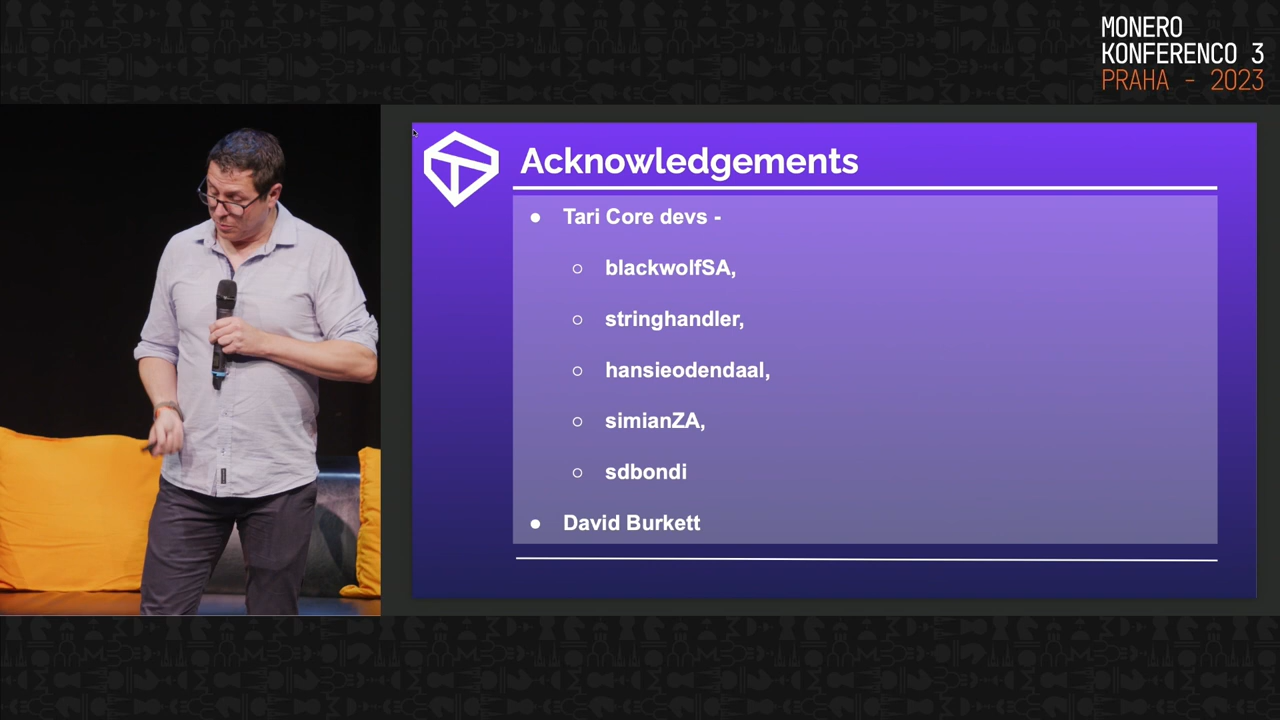 MONERO
KONFERENCO 3
PRAHA - 2023
Acknowledgements
● Tari Core devs -
○ blackwolfSA,
○ stringhandler,
○ hansieodendaal,
○ simianZA,
○ sdbondi
● David Burkett